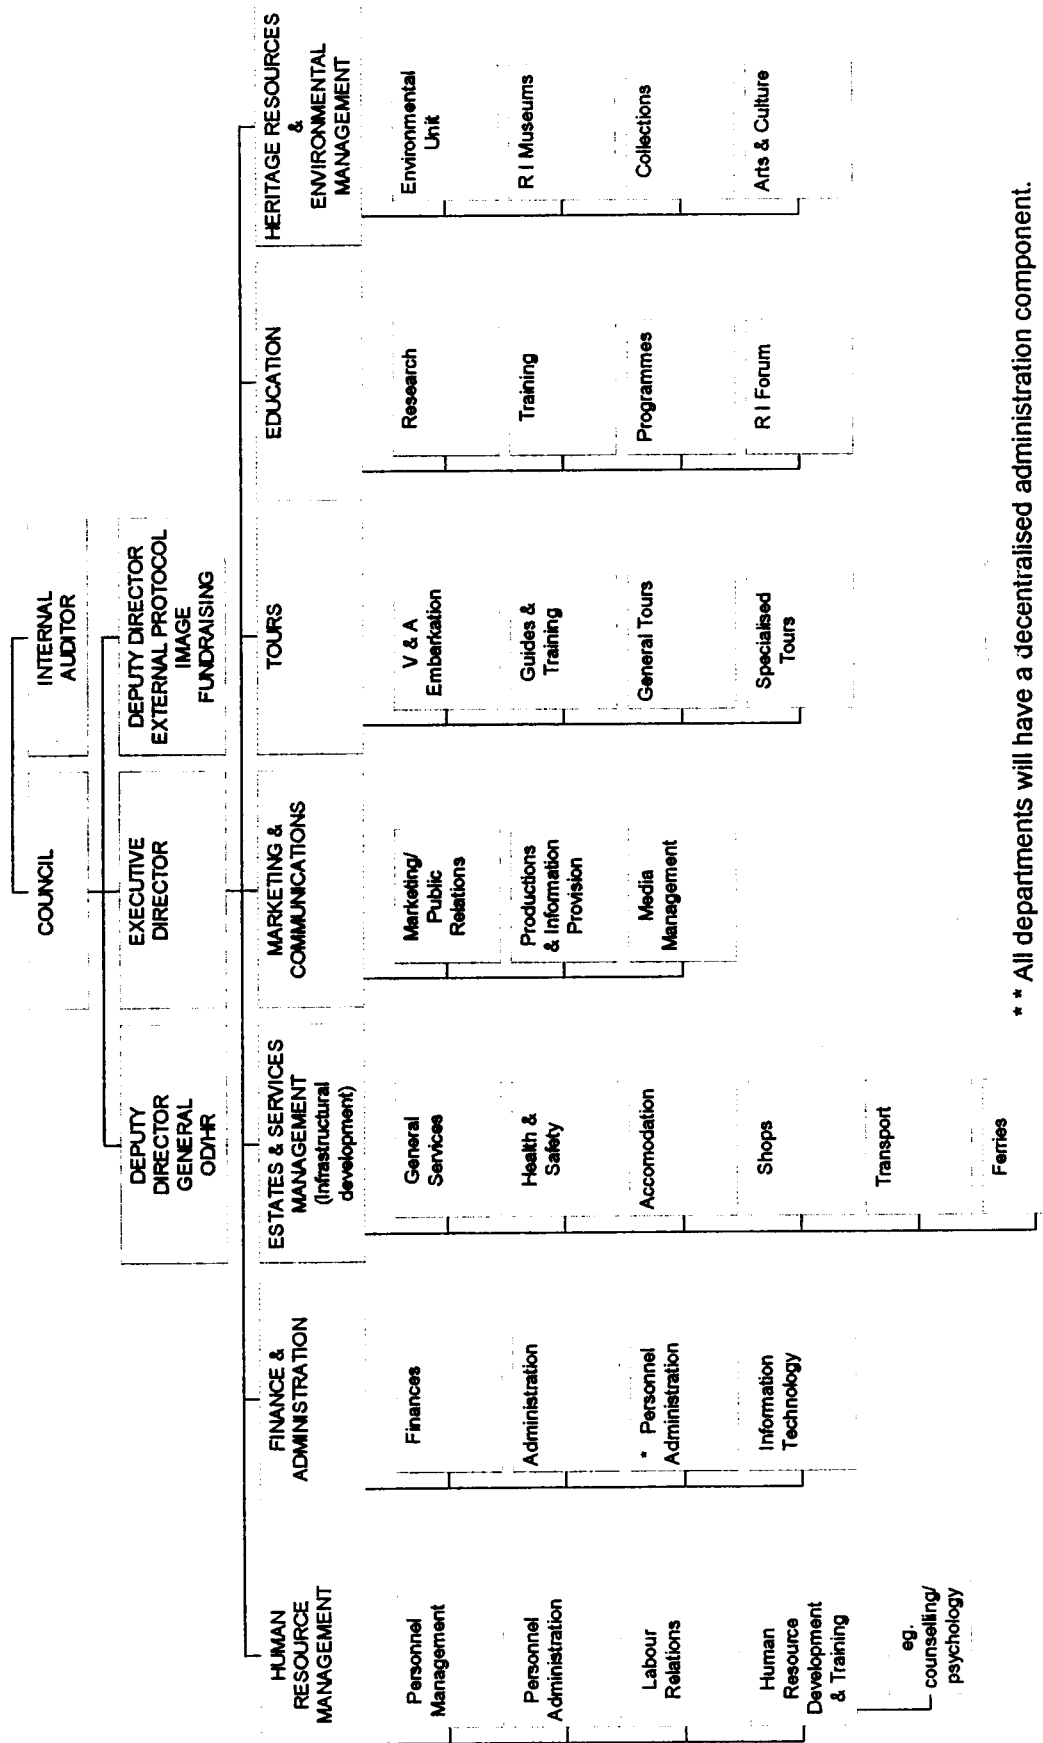 COUNCIL
INTERNAL
AUDITOR
DEPUTY
DIRECTOR
GENERAL
OD/HR
EXECUTIVE
DIRECTOR
DEPUTY DIRECTOR
EXTERNAL PROTOCOL
IMAGE
FUNDRAISING
HUMAN
RESOURCE
MANAGEMENT
Personnel
Management
Personnel
Administration
Labour
Relations
Human
Resource
Development
& Training
eg.
counselling/
psychology
FINANCE &
ADMINISTRATION
Finances
Administration
* Personnel
Administration
Information
Technology
ESTATES & SERVICES
MANAGEMENT
(Infrastructural
development)
General
Services
Health &
Safety
Accomodation
Shops
Transport
Ferries
MARKETING &
COMMUNICATIONS
Marketing/
Public
Relations
Productions
& Information
Provision
Media
Management
TOURS
V & A
Emberkation
Guides &
Training
General Tours
Specialised
Tours
EDUCATION
Research
Training
Programmes
R I Forum
HERITAGE RESOURCES
&
ENVIRONMENTAL
MANAGEMENT
Environmental
Unit
R I Museums
Collections
Arts & Culture
* * All departments will have a decentralised administration component.